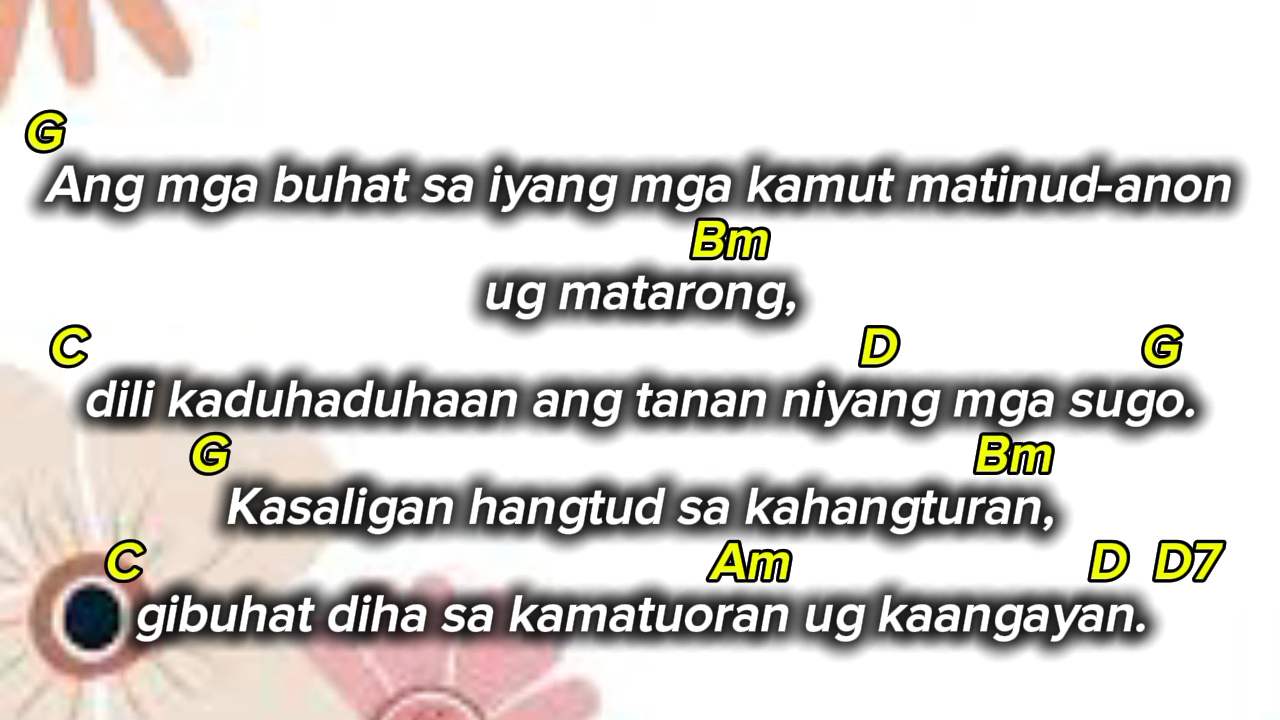 G
Ang mga buhat sa iyang mga kamut matinud-anon
Bm
ug matarong,
C D G
dili kaduhaduhaan ang tanan niyang mga sugo.
G Bm
Kasaligan hangtud sa kahangturan,
C Am D D7
gibuhat diha sa kamatuoran ug kaangayan.